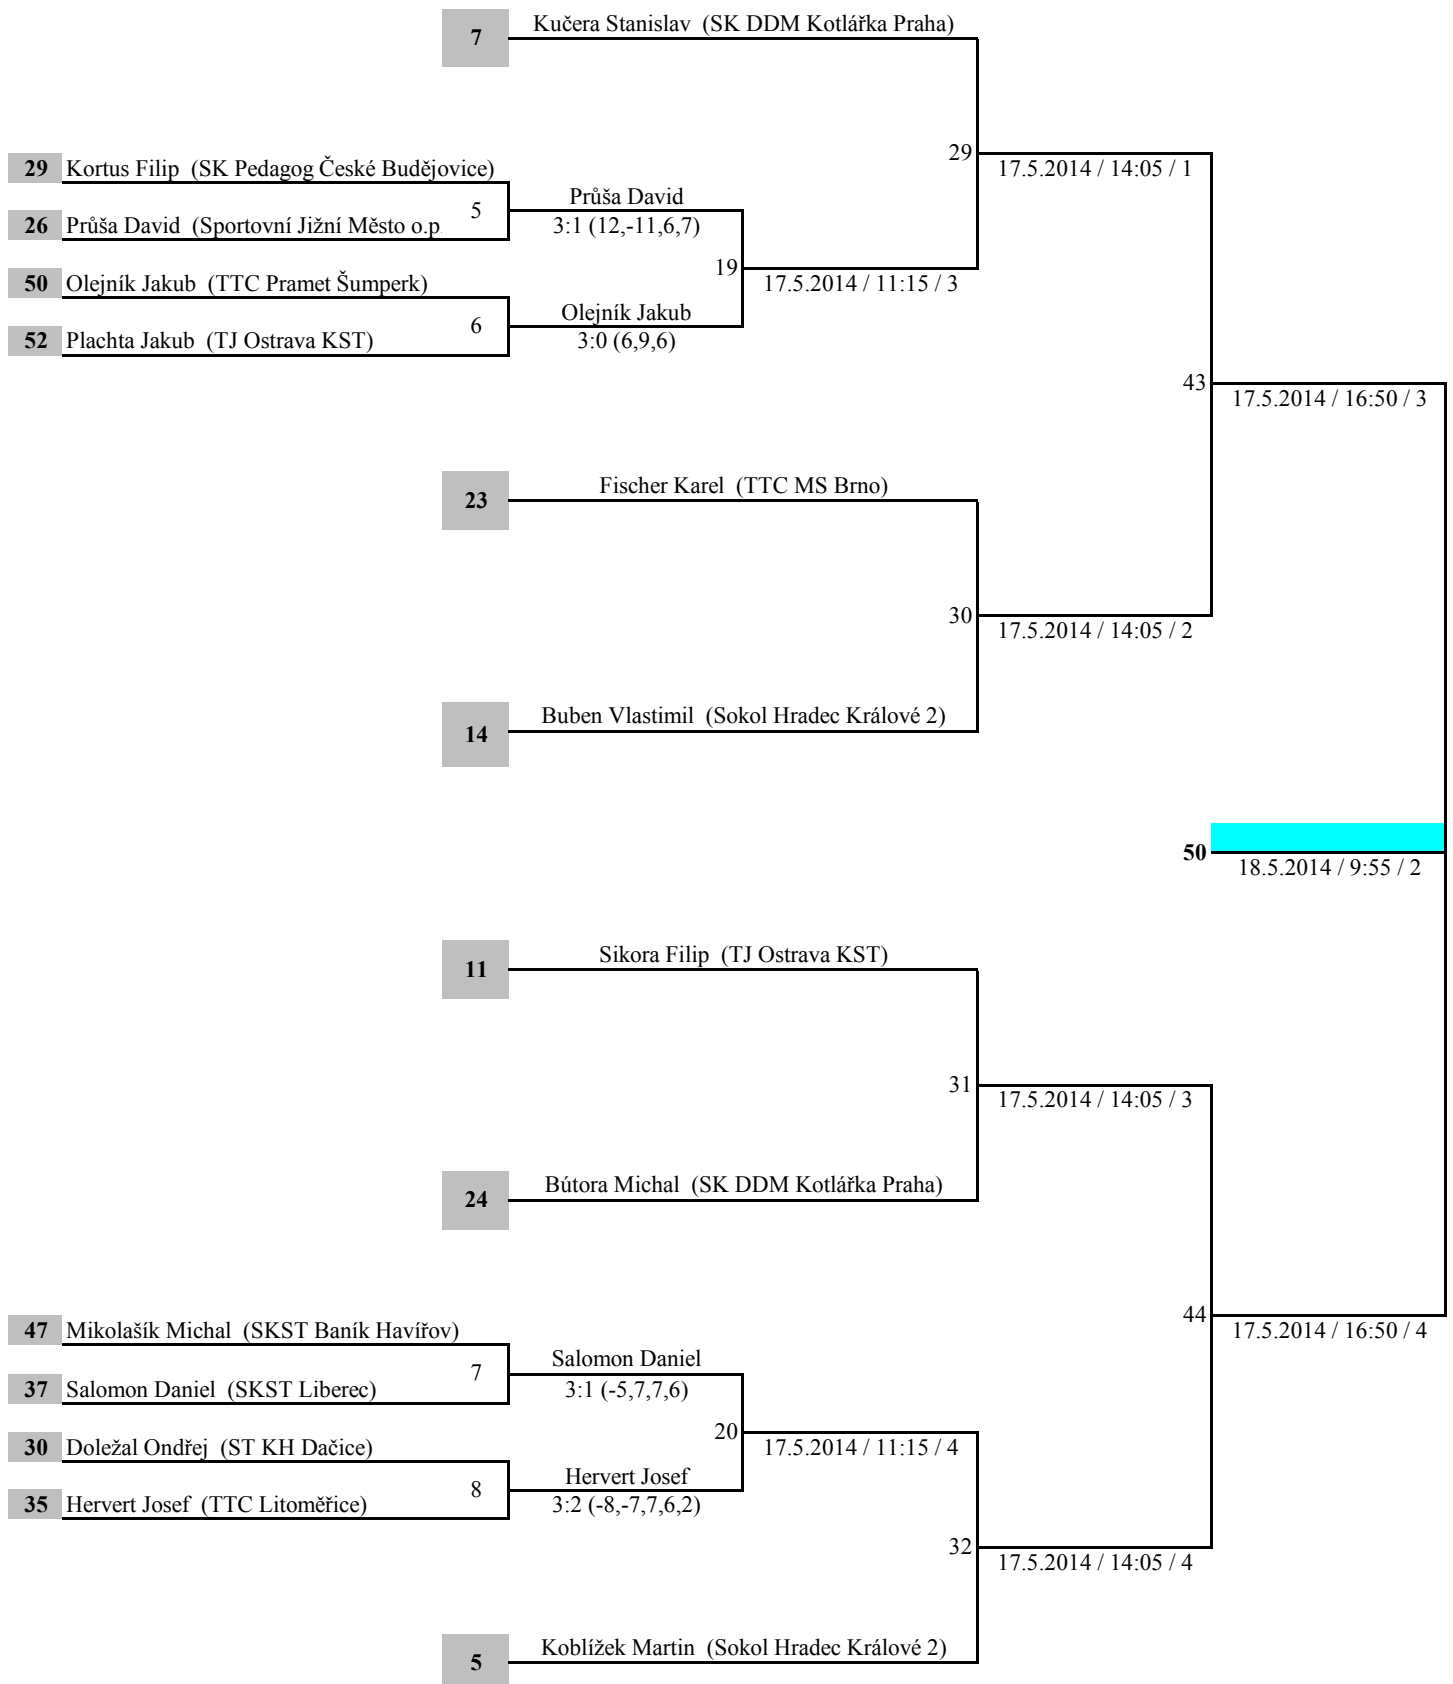 Kučera Stanislav (SK DDM Kotlářka Praha)
7
29
17.5.2014 / 14:05 / 1
29 Kortus Filip (SK Pedagog České Budějovice)
Průša David
5
3:1 (12,-11,6,7)
26 Průša David (Sportovní Jižní Město o.p
19
17.5.2014 / 11:15 / 3
50 Olejník Jakub (TTC Pramet Šumperk)
Olejník Jakub
6
3:0 (6,9,6)
52 Plachta Jakub (TJ Ostrava KST)
43
17.5.2014 / 16:50 / 3
Fischer Karel (TTC MS Brno)
23
30
17.5.2014 / 14:05 / 2
Buben Vlastimil (Sokol Hradec Králové 2)
14
50
18.5.2014 / 9:55 / 2
Sikora Filip (TJ Ostrava KST)
11
31
17.5.2014 / 14:05 / 3
Bútora Michal (SK DDM Kotlářka Praha)
24
44
17.5.2014 / 16:50 / 4
47 Mikolašík Michal (SKST Baník Havířov)
Salomon Daniel
7
3:1 (-5,7,7,6)
37 Salomon Daniel (SKST Liberec)
20
17.5.2014 / 11:15 / 4
30 Doležal Ondřej (ST KH Dačice)
Hervert Josef
8
3:2 (-8,-7,7,6,2)
35 Hervert Josef (TTC Litoměřice)
32
17.5.2014 / 14:05 / 4
Koblížek Martin (Sokol Hradec Králové 2)
5